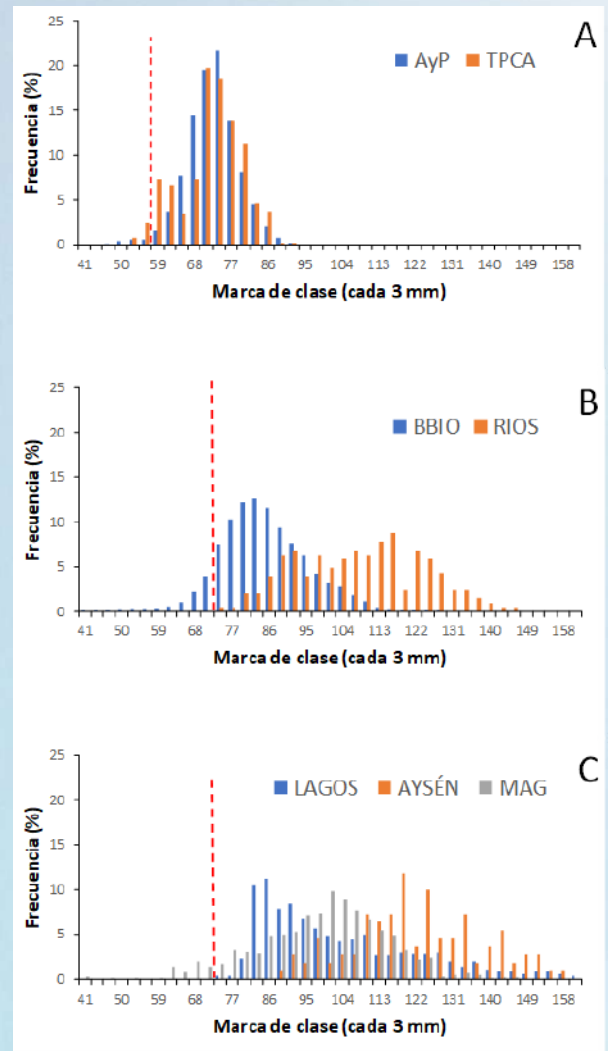 A
AyP TPCA
Frecuencia (%)
25
20
15
10
5
0
41 50 59 68 77 86 95 104 113 122 131 140 149 158
Marca de clase (cada 3 mm)
B
BBIO RIOS
Frecuencia (%)
25
20
15
10
5
0
41 50 59 68 77 86 95 104 113 122 131 140 149 158
Marca de clase (cada 3 mm)
C
LAGOS AYSÉN MAG
Frecuencia (%)
25
20
15
10
5
0
41 50 59 68 77 86 95 104 113 122 131 140 149 158
Marca de clase (cada 3 mm)